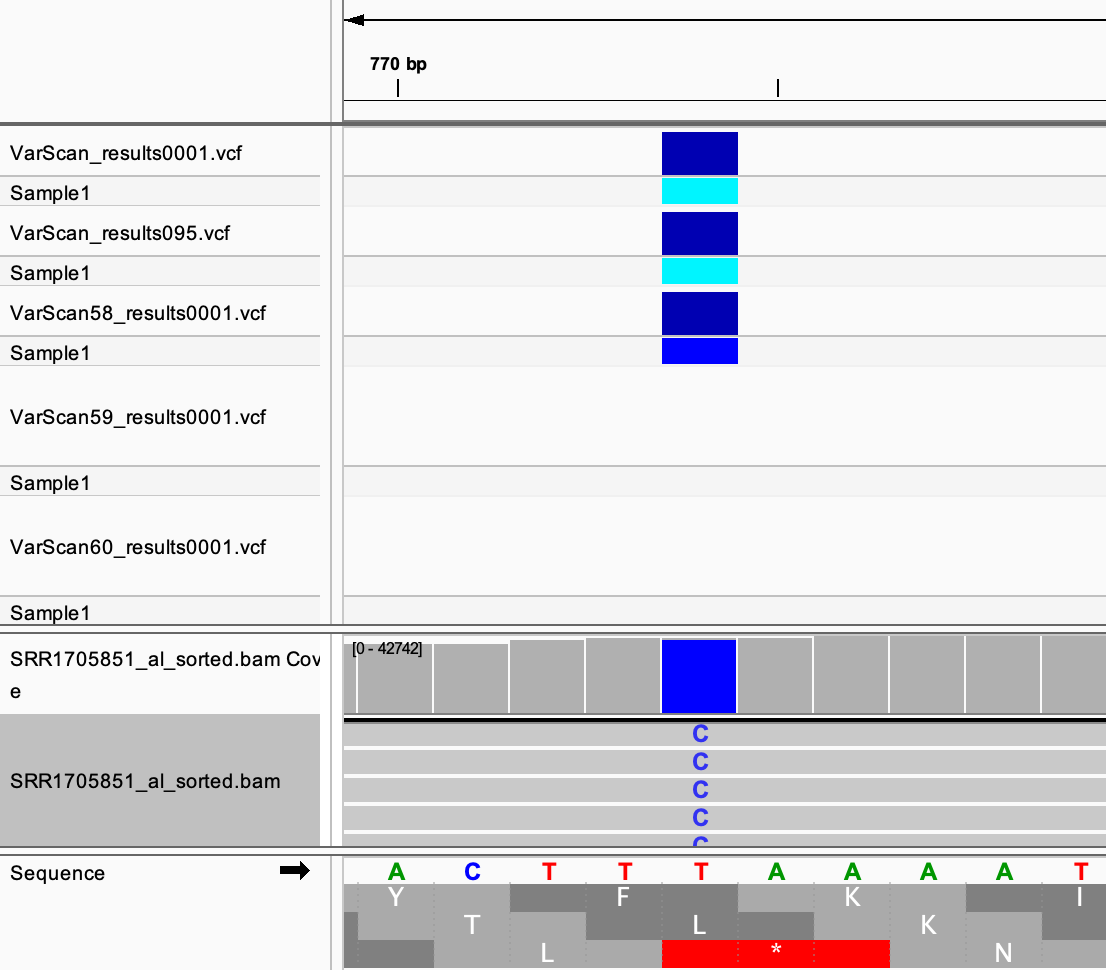 770 bp
VarScan_results0001.vcf
Sample1
VarScan_results095.vcf
Sample1
VarScan58_results0001.vcf
Sample1
VarScan59_results0001.vcf
Sample1
VarScan60_results0001.vcf
Sample1
SRR1705851_al_sorted.bam Cov
e
[0 - 42742]
C
C
SRR1705851_al_sorted.bam
C
C
C
Sequence A C T T T A A A A T
Y F K I
T L K
L * N